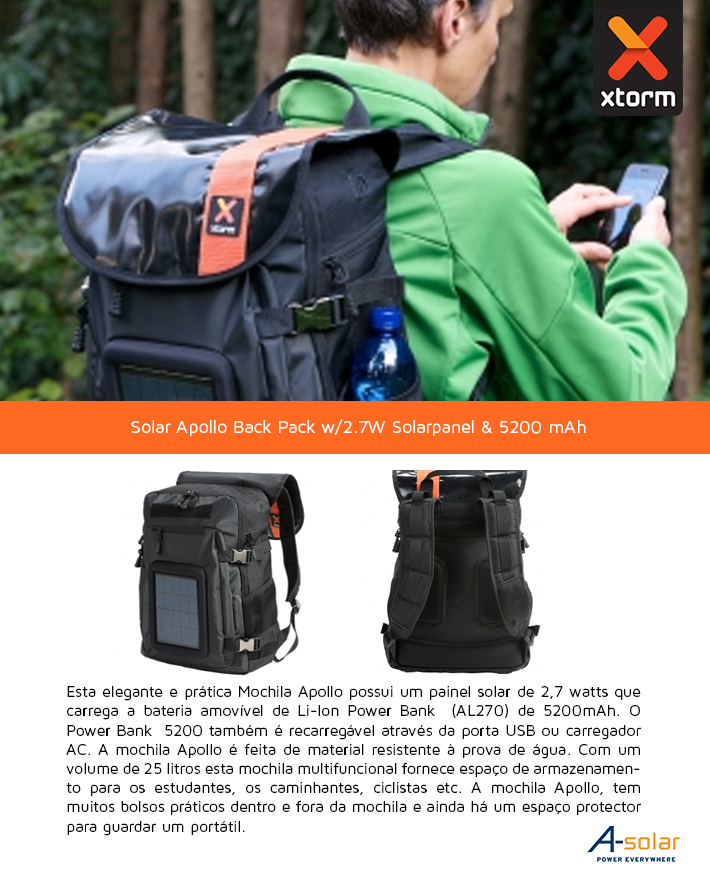 xtorm
xtorm
Solar Apollo Back Pack w/2.7W Solarpanel & 5200 mAh
Esta elegante e prática Mochila Apollo possui um painel solar de 2,7 watts que
carrega a bateria amovível de Li-Ion Power Bank (AL270) de 5200mAh. O
Power Bank 5200 também é recarregável através da porta USB ou carregador
AC. A mochila Apollo é feita de material resistente à prova de água. Com um
volume de 25 litros esta mochila multifuncional fornece espaço de armazenamen-
to para os estudantes, os caminhantes, ciclistas etc. A mochila Apollo, tem
muitos bolsos práticos dentro e fora da mochila e ainda há um espaço protector
para guardar um portátil.
A-solar
POWER EVERYWHERE